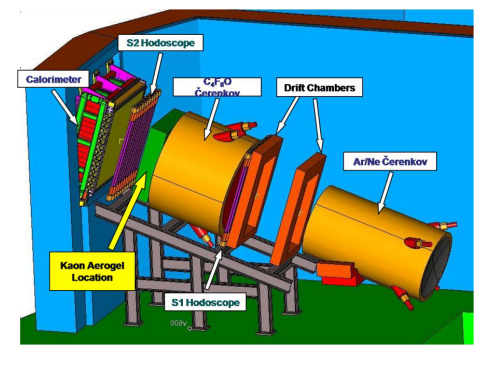 S2 Hodoscope
Calorimeter
C4F8O
Čerenkov
Drift Chambers
Ar/Ne Čerenkov
Kaon Aerogel
Location
S1 Hodoscope